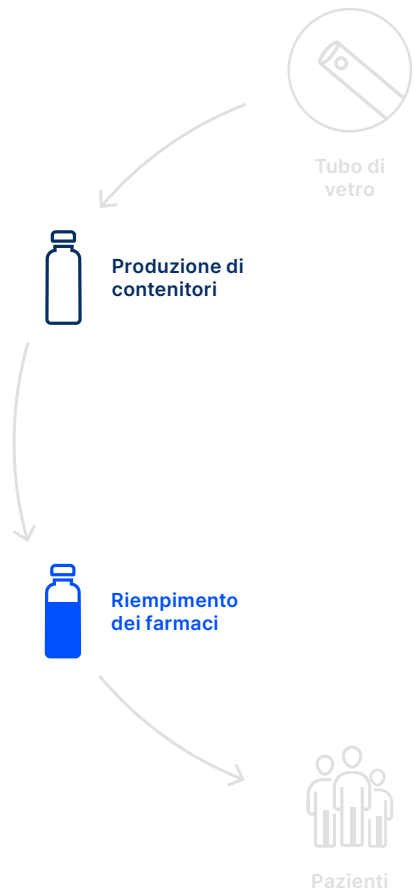 Tubo di
vetro
Produzione di
contenitori
Riempimento
dei farmaci
Pazienti